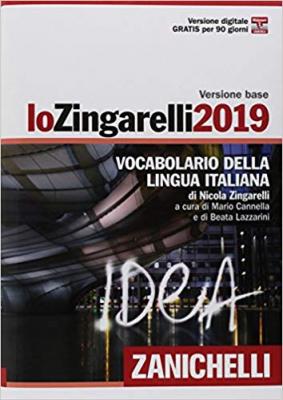 Versione digitale
GRATIS per 90 giorni
Versione base
loZingarelli2019
VOCABOLARIO DELLA
LINGUA ITALIANA
di Nicola Zingarelli
a cura di Mario Cannella
e di Beata Lazzarini
IDeA
ZANICHELLI